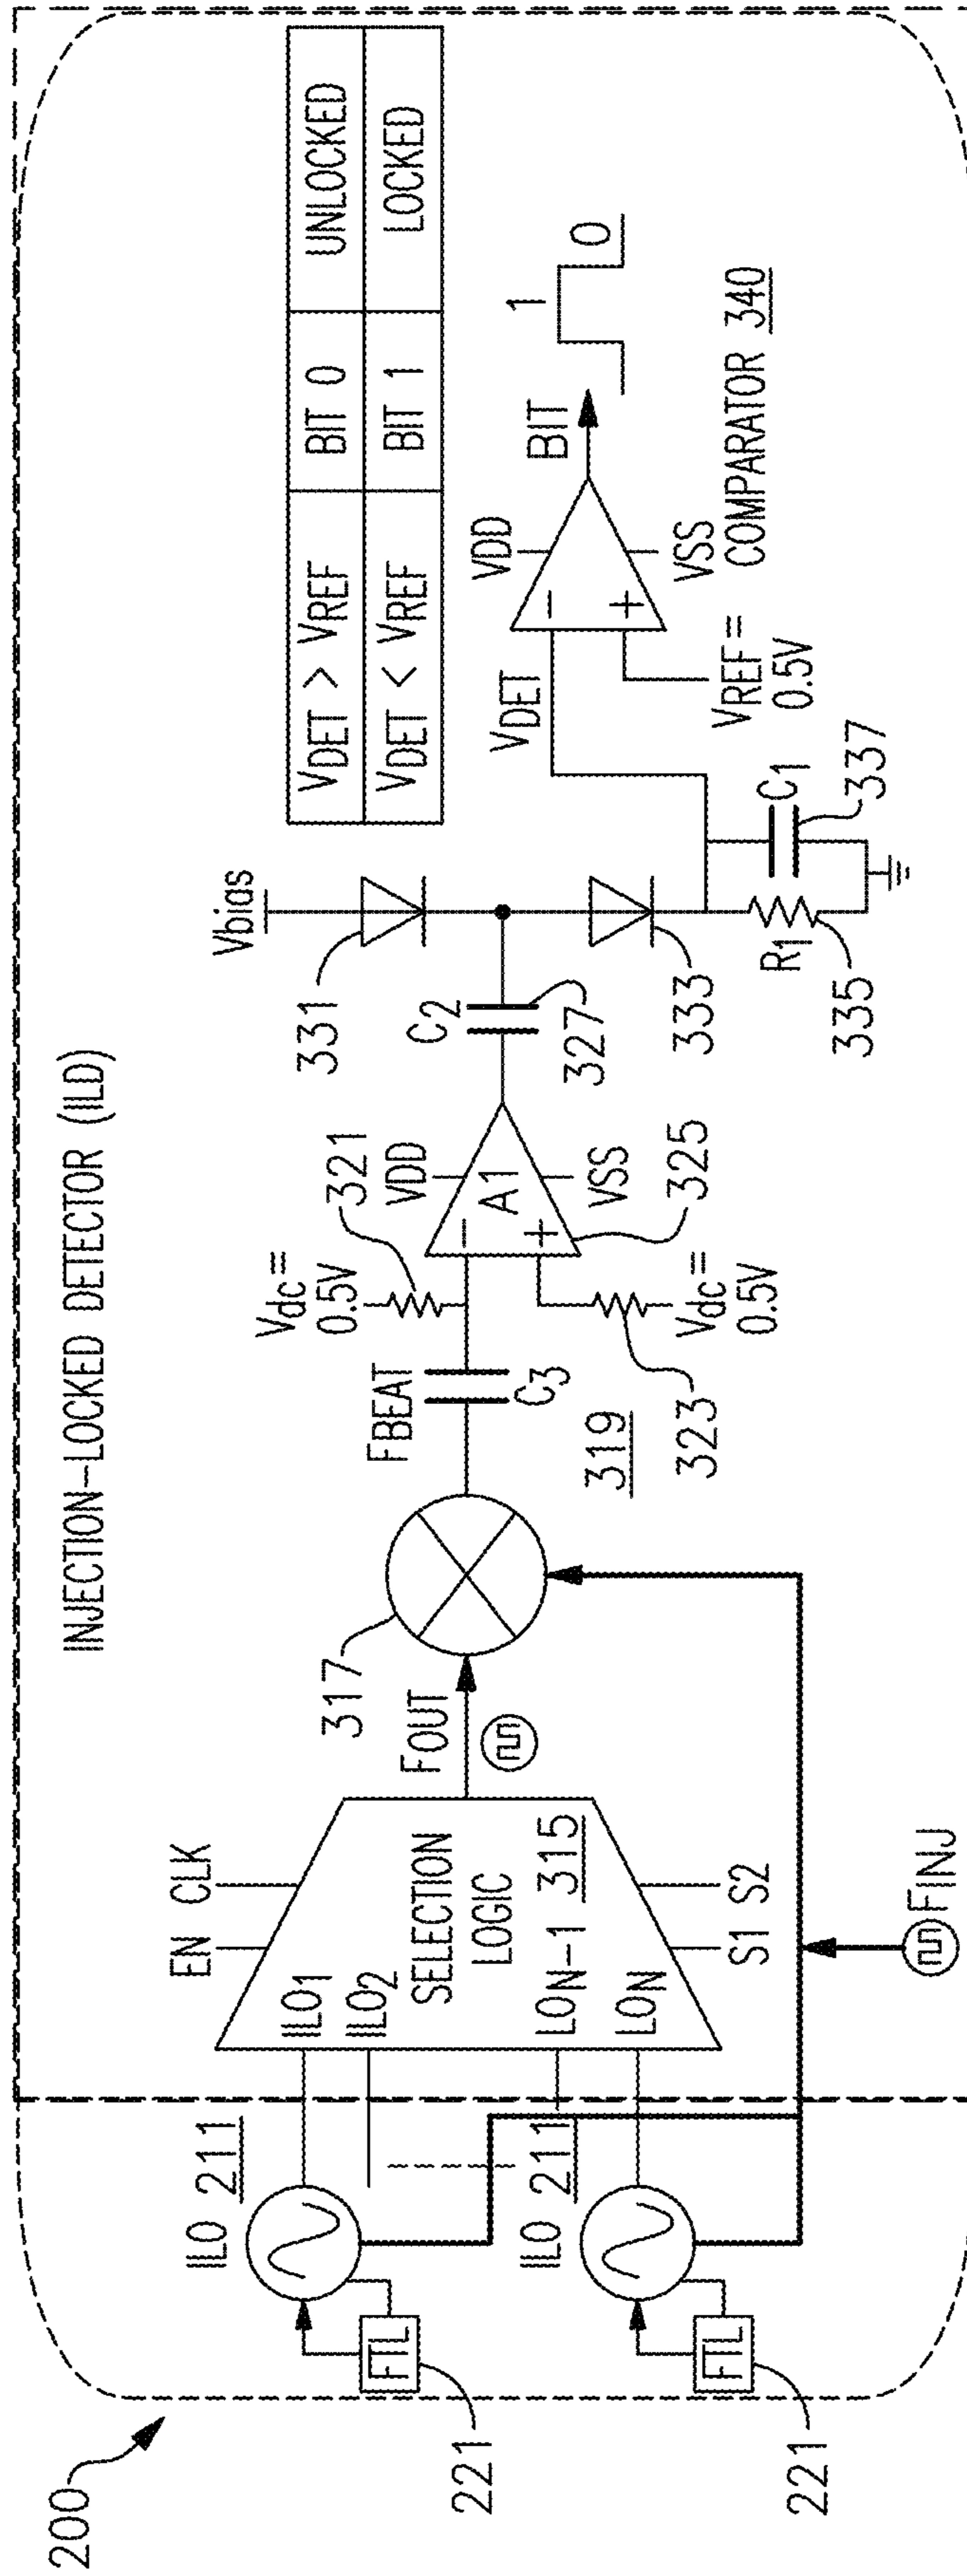 INJECTION-LOCKED DETECTOR (ILD)
200
ILO 211
FTL
221
ILO 211
FTL
221
EN CLK
ILO1
ILO2
SELECTION
LOGIC 315
LON-1
LON
S1 S2
FINJ
FOUT
317
FBEAT
C3
319
Vdc=
0.5V
321
VDD
A1
-
+
VSS
Vdc=
0.5V
323
325
C2
327
Vbias
331
333
R1
335
C1
337
VDET
VDD
-
+
VSS
VREF=
0.5V
COMPARATOR 340
BIT
1
0
VDET > VREF BIT 0 UNLOCKED
VDET < VREF BIT 1 LOCKED